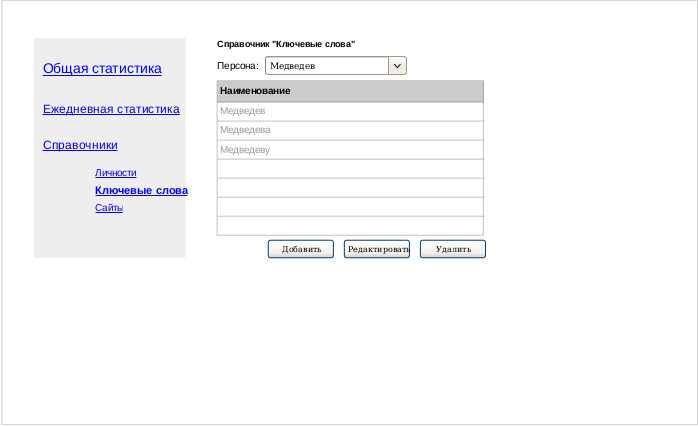 Общая статистика
Ежедневная статистика
Справочники
Личности
Ключевые слова
Сайты
Справочник "Ключевые слова"
Персона: Медведев
Наименование
Медведев
Медведева
Медведеву
Добавить Редактировать Удалить